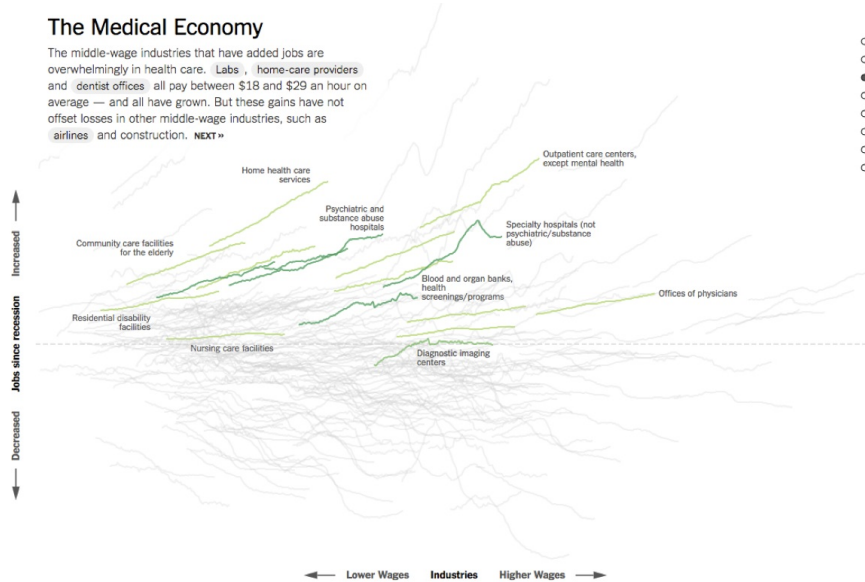 The Medical Economy
The middle-wage industries that have added jobs are
overwhelmingly in health care. Labs , home-care providers
and dentist offices all pay between $18 and $29 an hour on
average — and all have grown. But these gains have not
offset losses in other middle-wage industries, such as
airlines and construction. NEXT »
Outpatient care centers,
except mental health
Home health care
services
Psychiatric and
substance abuse
hospitals
Specialty hospitals (not
psychiatric/substance
abuse)
Community care facilities
for the elderly
Blood and organ banks,
health
screenings/programs
Offices of physicians
Residential disability
facilities
Nursing care facilities
Diagnostic imaging
centers
Increased
Jobs since recession
Decreased
Lower Wages Industries Higher Wages